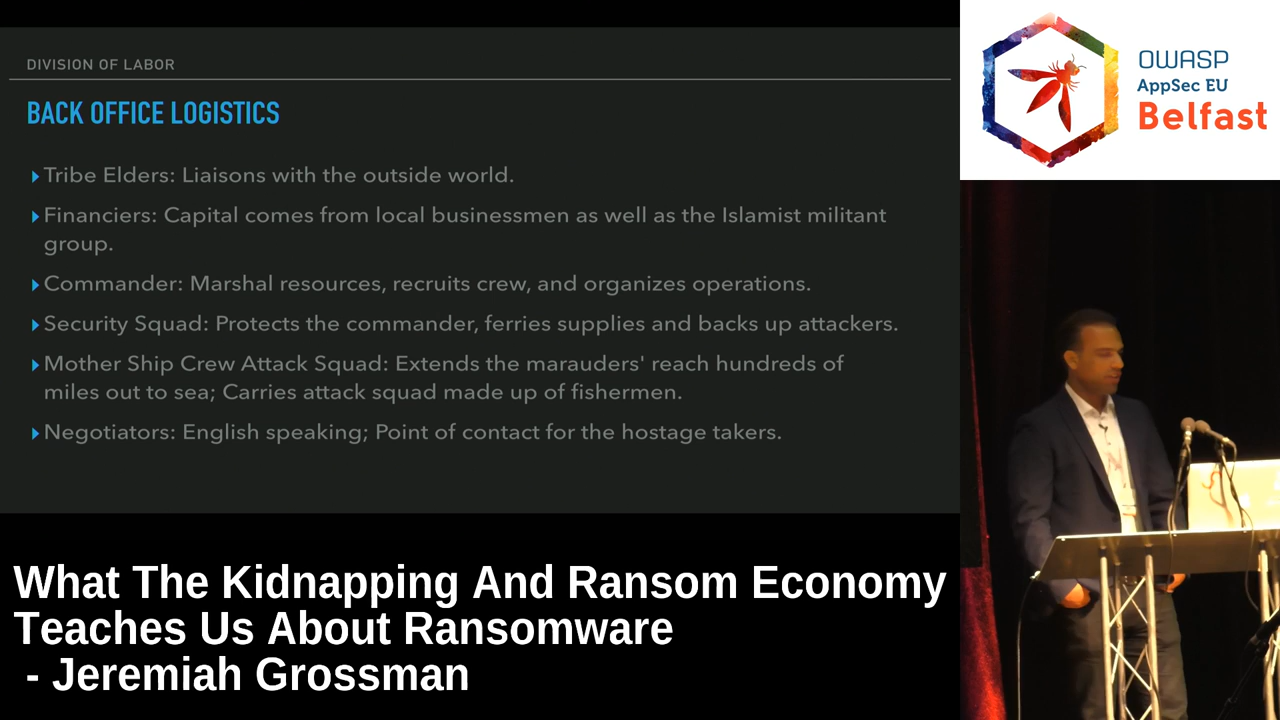 DIVISION OF LABOR
BACK OFFICE LOGISTICS
Tribe Elders: Liaisons with the outside world.
Financiers: Capital comes from local businessmen as well as the Islamist militant
group.
Commander: Marshal resources, recruits crew, and organizes operations.
Security Squad: Protects the commander, ferries supplies and backs up attackers.
Mother Ship Crew Attack Squad: Extends the marauders' reach hundreds of
miles out to sea; Carries attack squad made up of fishermen.
Negotiators: English speaking; Point of contact for the hostage takers.
OWASP
AppSec EU
Belfast
What The Kidnapping And Ransom Economy
Teaches Us About Ransomware
- Jeremiah Grossman